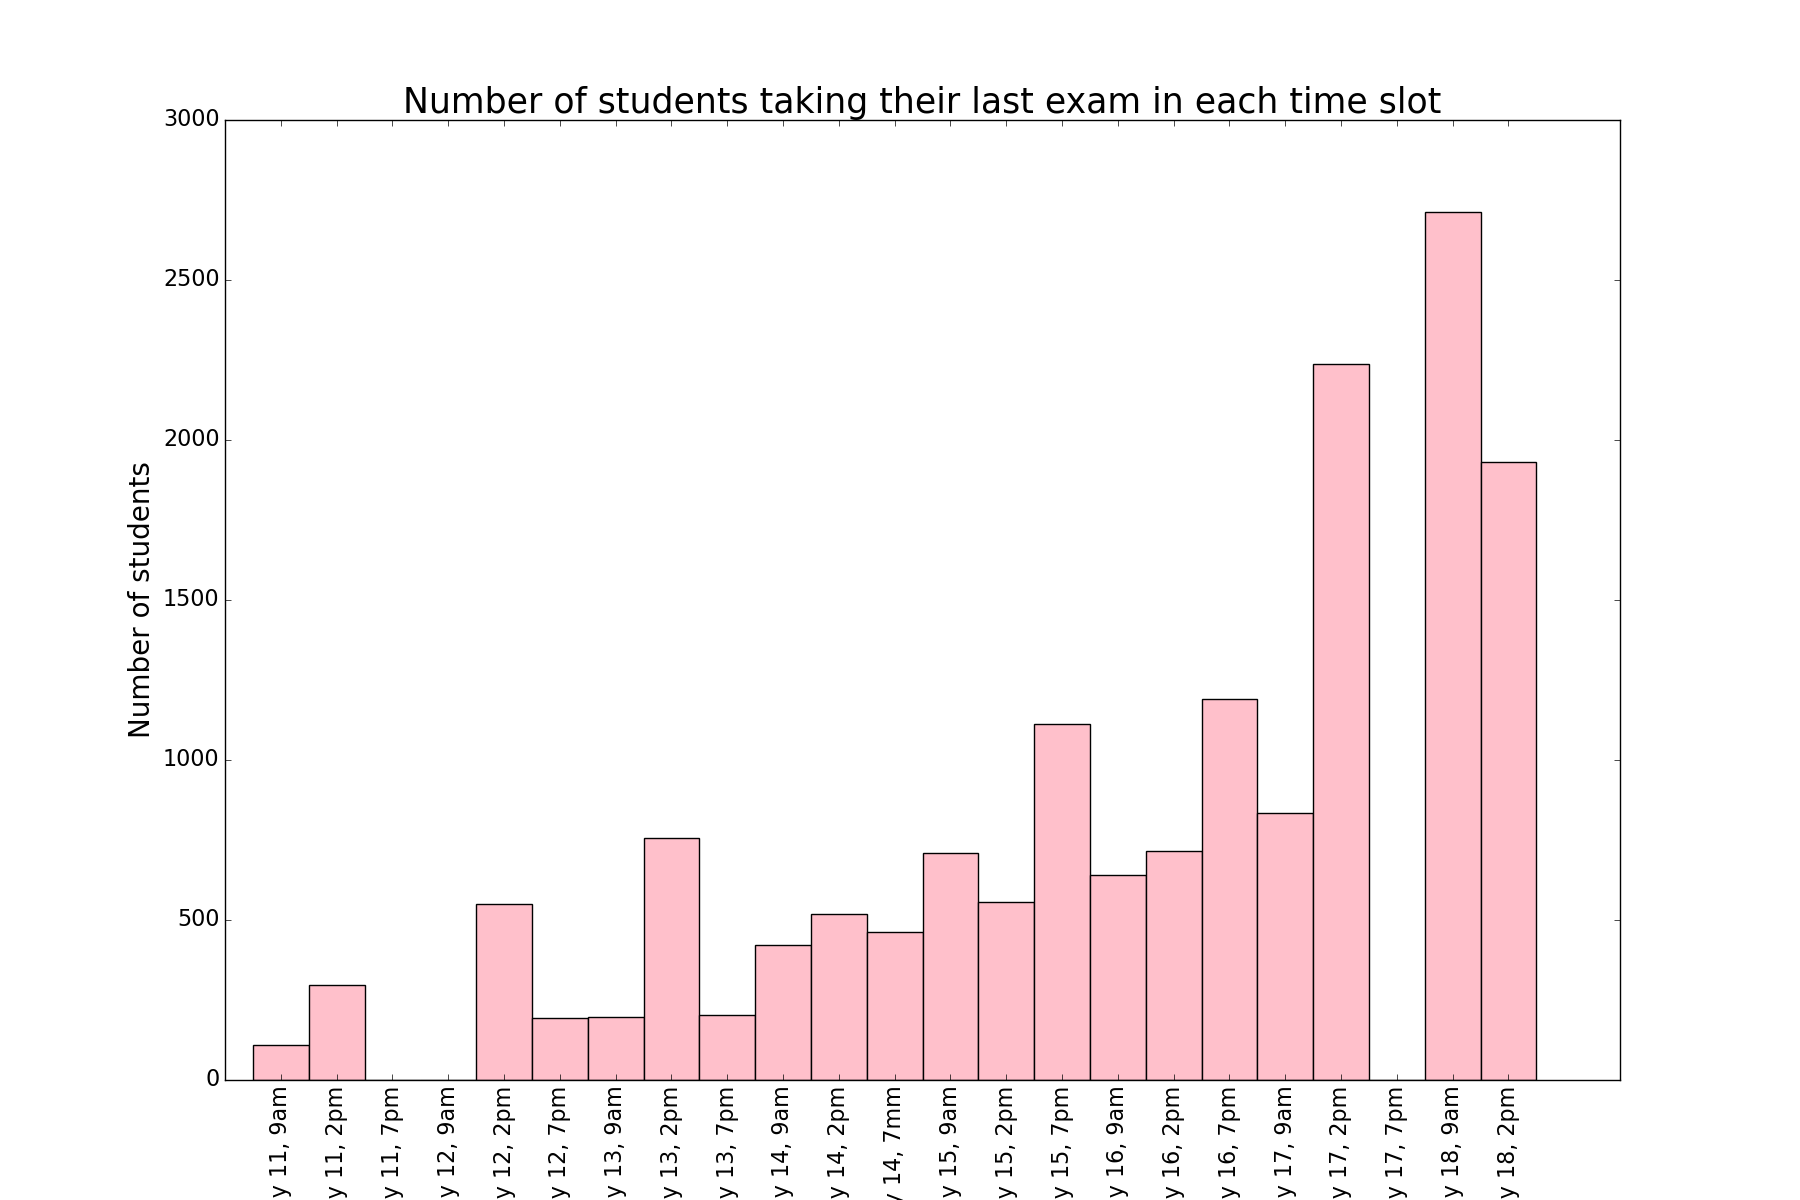 Number of students taking their last exam in each time slot
3000
2500
2000
1500
1000
500
0
Number of students
y 11, 9am
y 11, 2pm
y 11, 7pm
y 12, 9am
y 12, 2pm
y 12, 7pm
y 13, 9am
y 13, 2pm
y 13, 7pm
y 14, 9am
y 14, 2pm
y 14, 7mm
y 15, 9am
y 15, 2pm
y 15, 7pm
y 16, 9am
y 16, 2pm
y 16, 7pm
y 17, 9am
y 17, 2pm
y 17, 7pm
y 18, 9am
y 18, 2pm